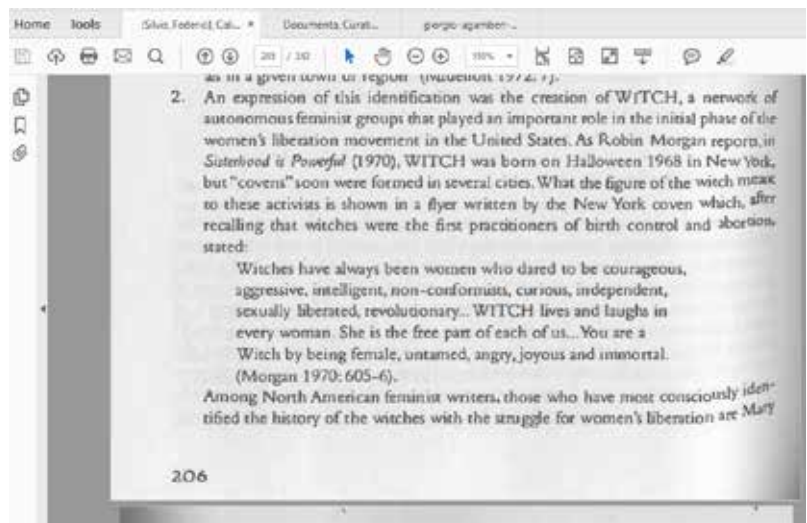 Home Tools (Silvia_Federici)_Cali... × Documenta_Curat... giorgio-agamben-...
/ 242
as in a given town or region (Midelfort 1972: 7).
2. An expression of this identification was the creation of WITCH, a network of
autonomous feminist groups that played an important role in the initial phase of the
women's liberation movement in the United States. As Robin Morgan reports, in
Sisterhood is Powerful (1970), WITCH was born on Halloween 1968 in New York,
but "covens" soon were formed in several cities. What the figure of the witch meant
to these activists is shown in a flyer written by the New York coven which, after
recalling that witches were the first practitioners of birth control and abortion,
stated:
Witches have always been women who dared to be courageous,
aggressive, intelligent, non-conformists, curious, independent,
sexually liberated, revolutionary... WITCH lives and laughs in
every woman. She is the free part of each of us... You are a
Witch by being female, untamed, angry, joyous and immortal.
(Morgan 1970: 605-6).
Among North American feminist writers, those who have most consciously iden-
tified the history of the witches with the struggle for women's liberation are Mary
206